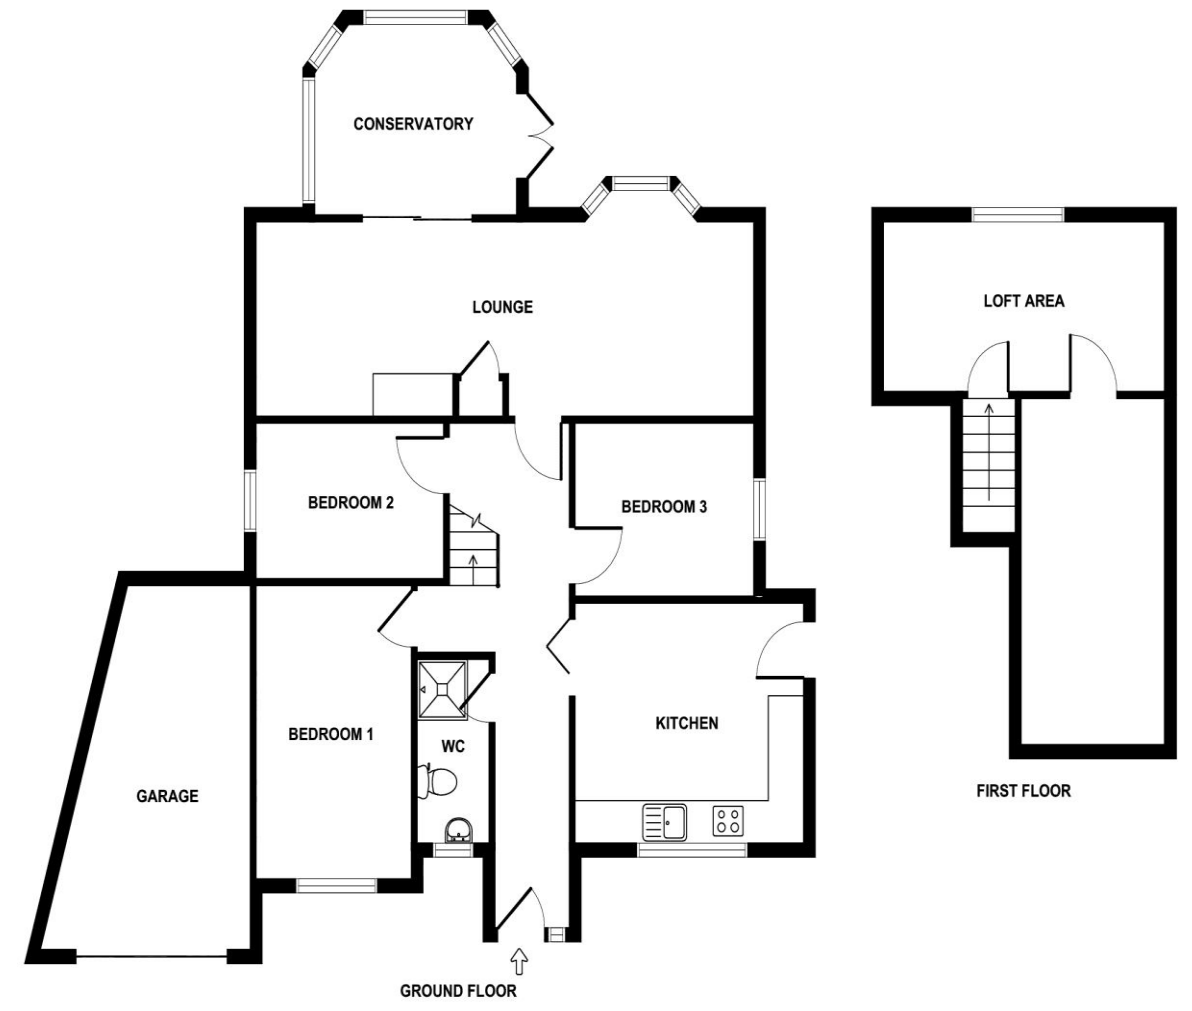 CONSERVATORY
LOUNGE
LOFT AREA
BEDROOM 2
BEDROOM 3
KITCHEN
BEDROOM 1
WC
GARAGE
FIRST FLOOR
GROUND FLOOR